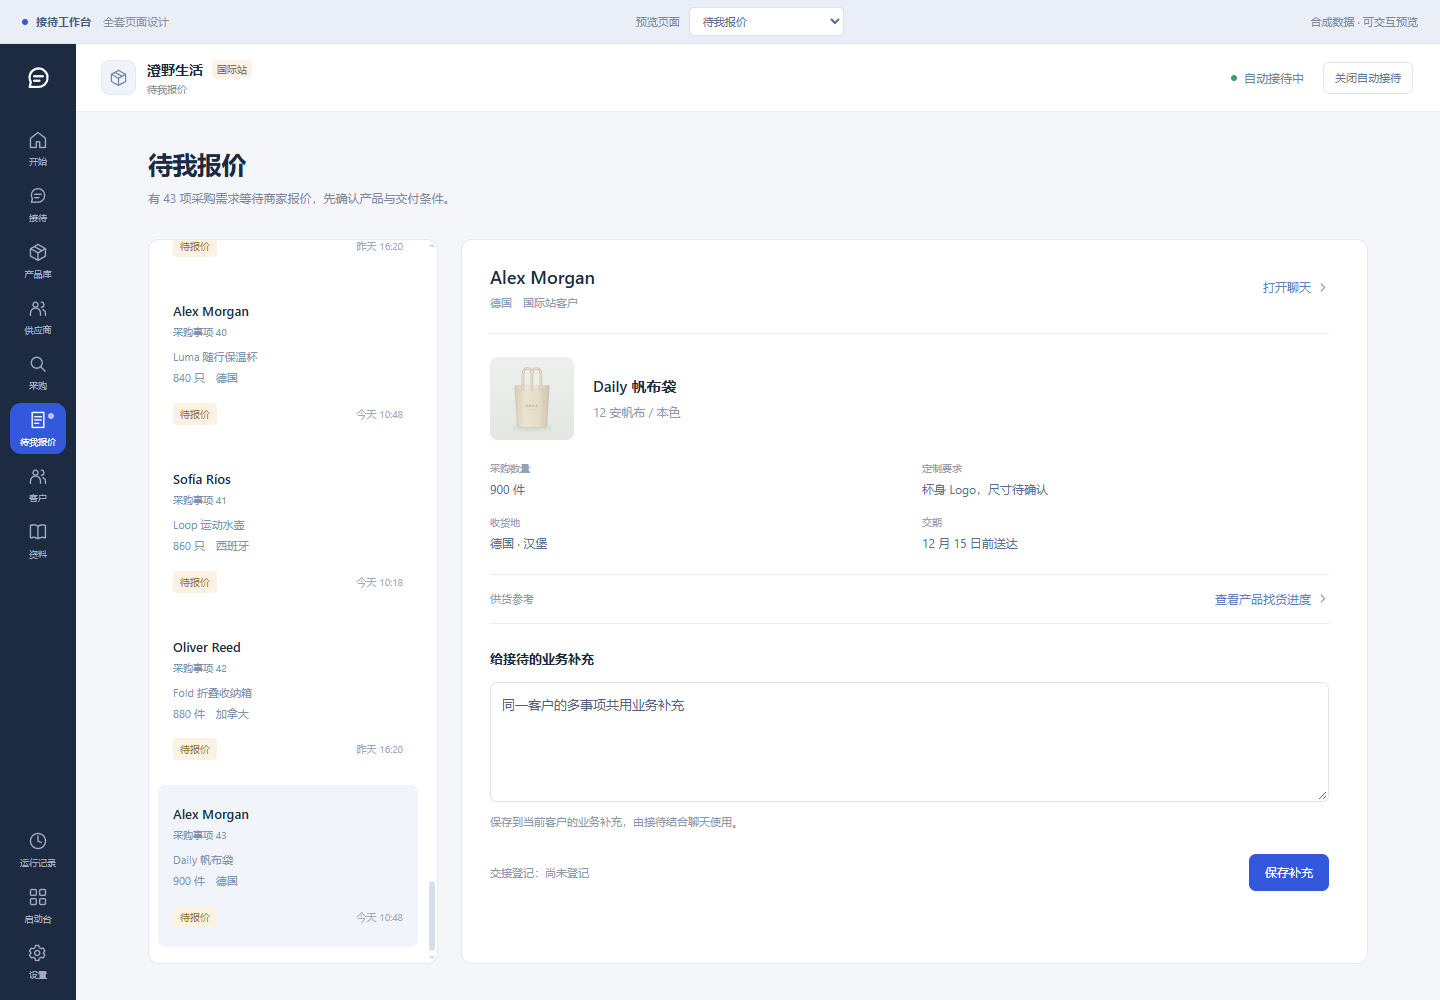 接待工作台 全套页面设计
预览页面 待我报价
合成数据 · 可交互预览
澄野生活 国际站
待我报价
自动接待中
关闭自动接待
开始
接待
产品库
供应商
采购
待我报价
客户
资料
运行记录
启动台
设置
待我报价
有 43 项采购需求等待商家报价，先确认产品与交付条件。
待报价 昨天 16:20
Alex Morgan
采购事项 40
Luma 随行保温杯
840 只 德国
待报价 今天 10:48
Sofía Ríos
采购事项 41
Loop 运动水壶
860 只 西班牙
待报价 今天 10:18
Oliver Reed
采购事项 42
Fold 折叠收纳箱
880 件 加拿大
待报价 昨天 16:20
Alex Morgan
采购事项 43
Daily 帆布袋
900 件 德国
待报价 今天 10:48
Alex Morgan
德国 国际站客户
打开聊天
Daily 帆布袋
12 安帆布 / 本色
采购数量
900 件
定制要求
杯身 Logo，尺寸待确认
收货地
德国 · 汉堡
交期
12 月 15 日前送达
供货参考
查看产品找货进度
给接待的业务补充
同一客户的多事项共用业务补充
保存到当前客户的业务补充，由接待结合聊天使用。
交接登记：尚未登记
保存补充